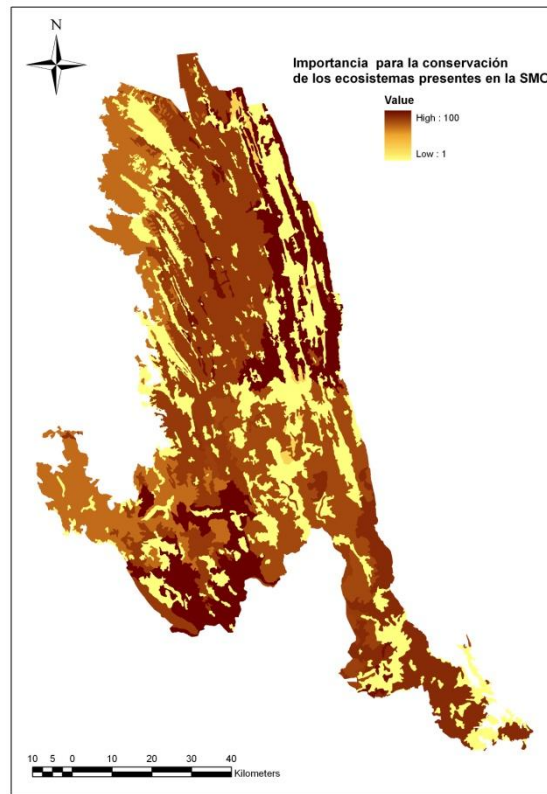 N
Importancia para la conservación
de los ecosistemas presentes en la SMO
Value
High : 100
Low : 1
10 5 0 10 20 30 40
Kilometers